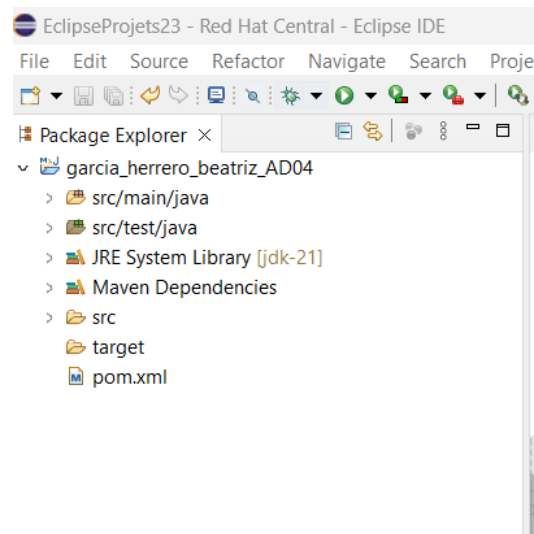 EclipseProjets23 - Red Hat Central - Eclipse IDE
File Edit Source Refactor Navigate Search Proje
Package Explorer
garcia_herrero_beatriz_AD04
src/main/java
src/test/java
JRE System Library [jdk-21]
Maven Dependencies
src
target
pom.xml